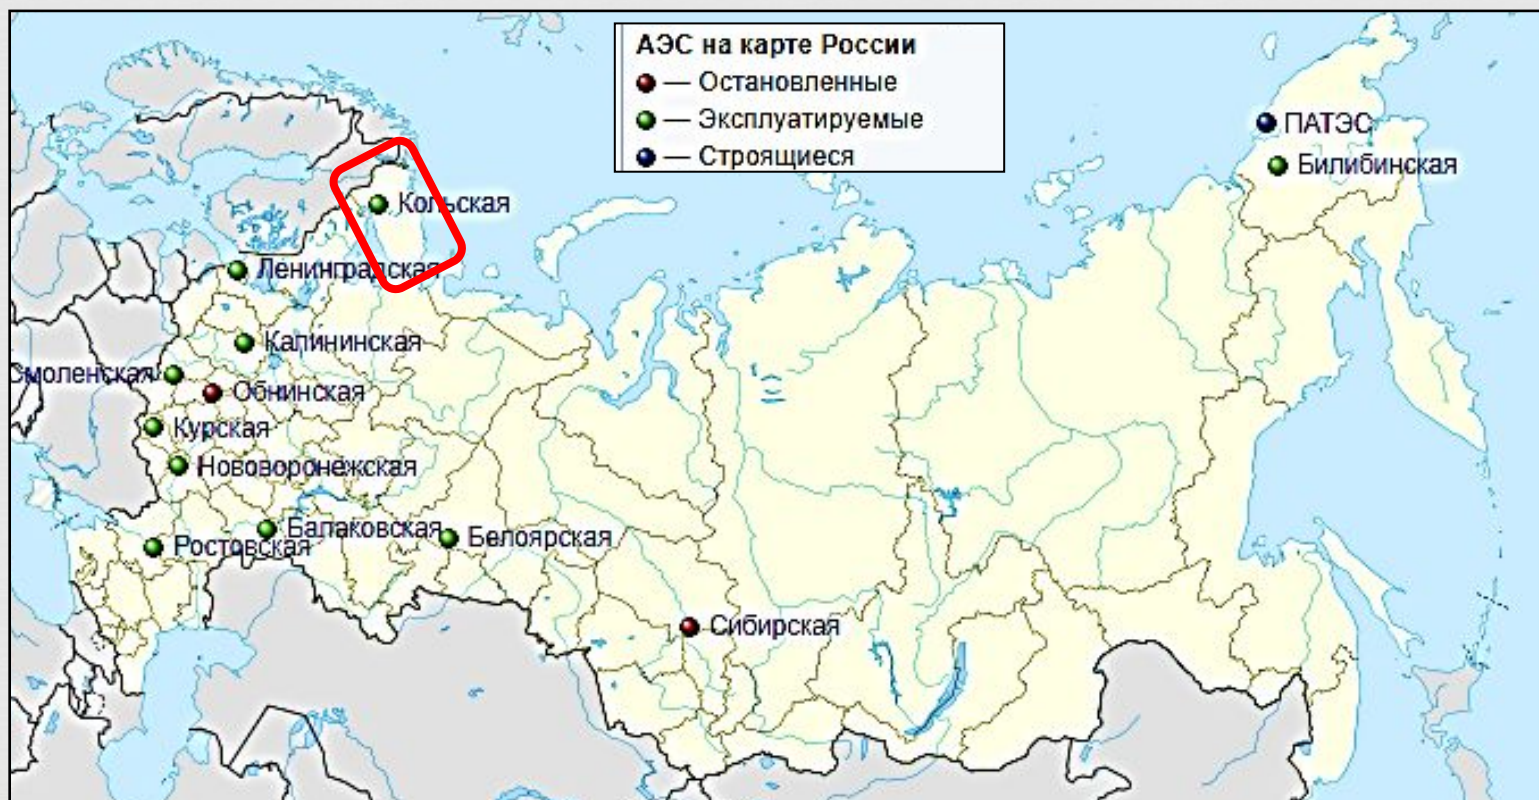 АЭС на карте России
— Остановленные
— Эксплуатируемые
— Строящиеся
ПАТЭС
Билибинская
Кольская
Ленинградская
Калининская
Смоленская
Обнинская
Курская
Нововоронежская
Балаковская
Белоярская
Ростовская
Сибирская